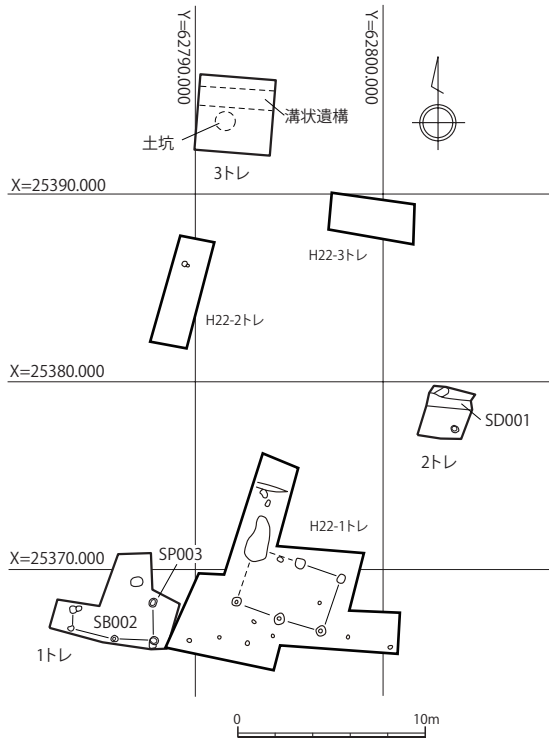 Y=62790.000
Y=62800.000
溝状遺構
土坑
3トレ
X=25390.000
H22-3トレ
H22-2トレ
X=25380.000
SD001
2トレ
H22-1トレ
X=25370.000
SP003
SB002
1トレ
0
10m